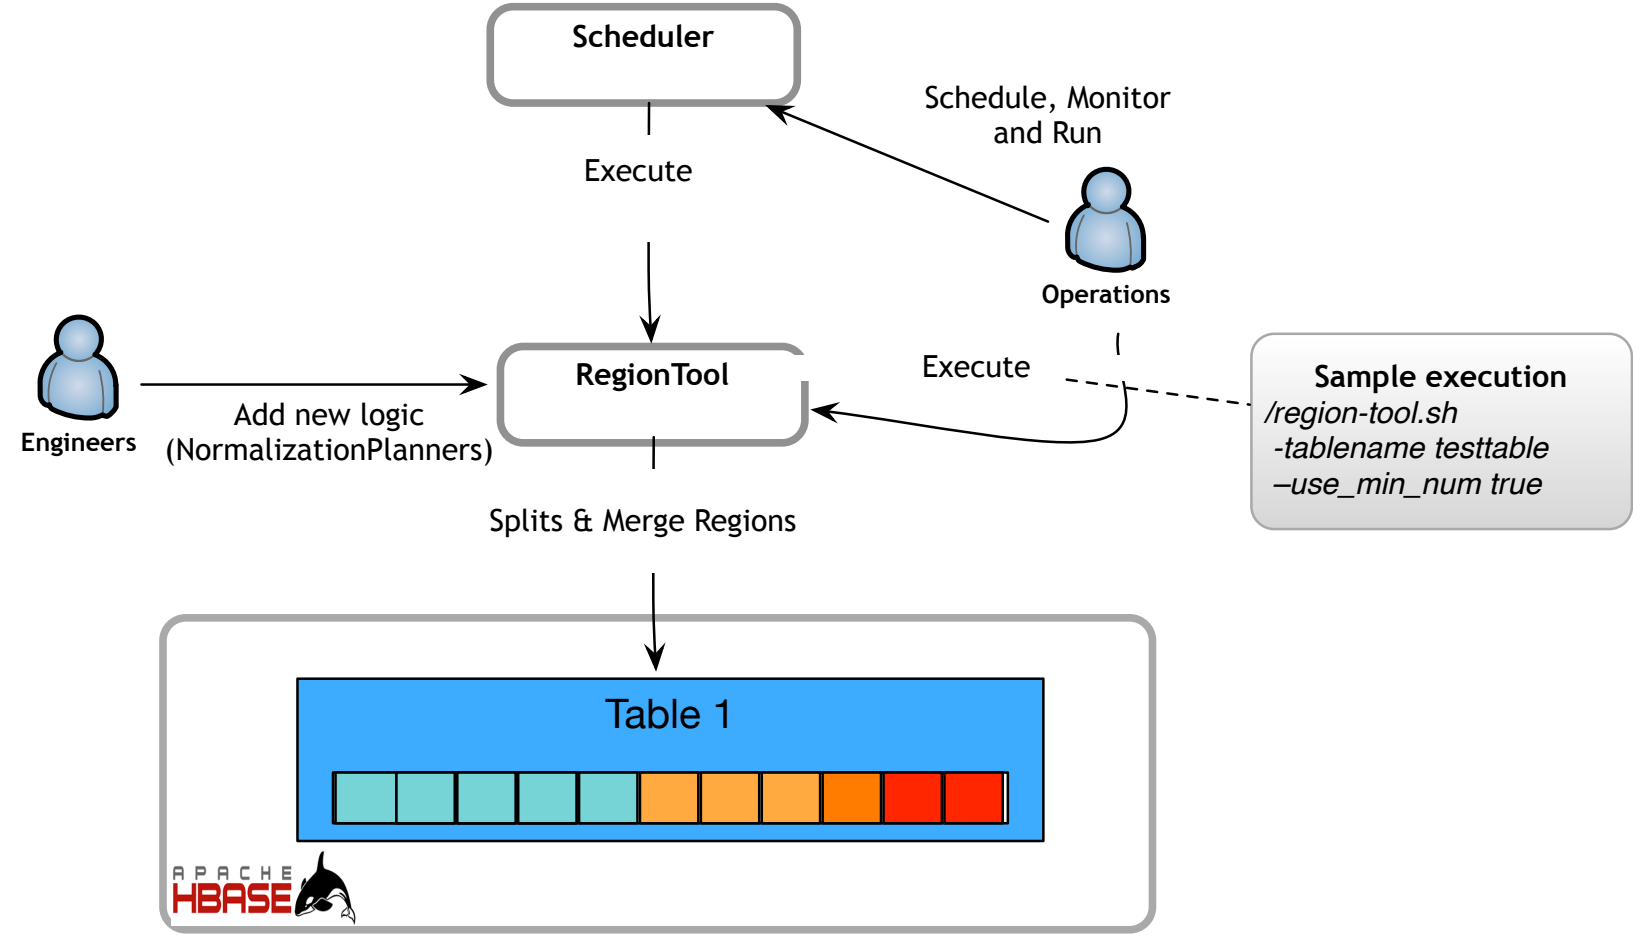 Scheduler
Schedule, Monitor
and Run
Execute
Operations
RegionTool
Execute
Engineers
Add new logic
(NormalizationPlanners)
Sample execution
/region-tool.sh
-tablename testtable
–use_min_num true
Splits & Merge Regions
Table 1
APACHE
HBASE